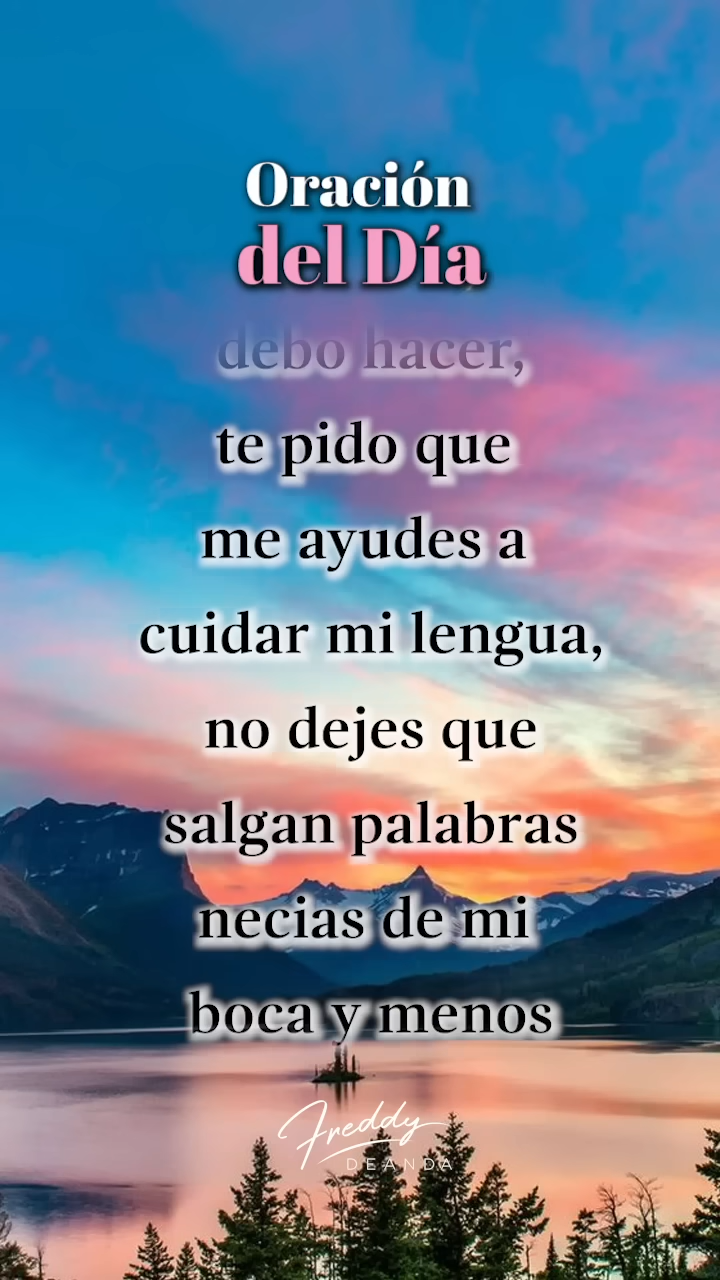 Oración
del Día
debo hacer,
te pido que
me ayudes a
cuidar mi lengua,
no dejes que
salgan palabras
necias de mi
boca y menos
Freddy
DEANDA